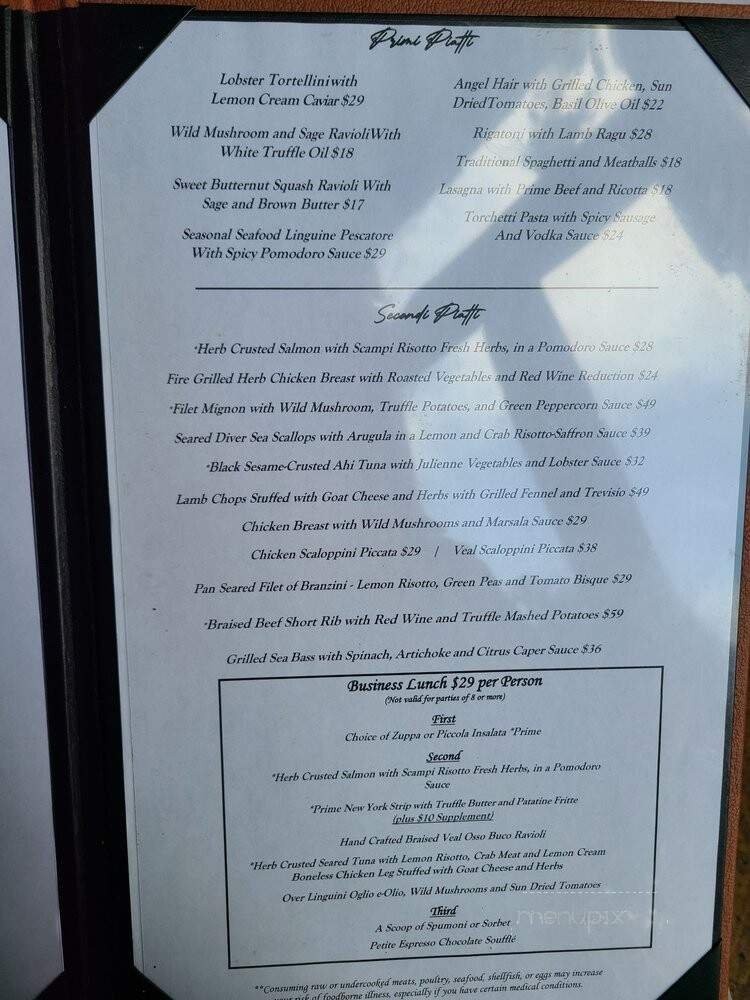 Primi Piatti
Lobster Tortelliniwith
Lemon Cream Caviar $29
Wild Mushroom and Sage RavioliWith
White Truffle Oil $18
Sweet Butternut Squash Ravioli With
Sage and Brown Butter $17
Seasonal Seafood Linguine Pescatore
With Spicy Pomodoro Sauce $29
Angel Hair with Grilled Chicken, Sun
DriedTomatoes, Basil Olive Oil $22
Rigatoni with Lamb Ragu $28
Traditional Spaghetti and Meatballs $18
Lasagna with Prime Beef and Ricotta $18
Torchetti Pasta with Spicy Sausage
And Vodka Sauce $24
Secondi Piatti
*Herb Crusted Salmon with Scampi Risotto Fresh Herbs, in a Pomodoro Sauce $28
Fire Grilled Herb Chicken Breast with Roasted Vegetables and Red Wine Reduction $24
*Filet Mignon with Wild Mushroom, Truffle Potatoes, and Green Peppercorn Sauce $49
Seared Diver Sea Scallops with Arugula in a Lemon and Crab Risotto-Saffron Sauce $39
*Black Sesame-Crusted Ahi Tuna with Julienne Vegetables and Lobster Sauce $32
Lamb Chops Stuffed with Goat Cheese and Herbs with Grilled Fennel and Trevisio $49
Chicken Breast with Wild Mushrooms and Marsala Sauce $29
Chicken Scaloppini Piccata $29 / Veal Scaloppini Piccata $38
Pan Seared Filet of Branzini - Lemon Risotto, Green Peas and Tomato Bisque $29
*Braised Beef Short Rib with Red Wine and Truffle Mashed Potatoes $59
Grilled Sea Bass with Spinach, Artichoke and Citrus Caper Sauce $36
Business Lunch $29 per Person
(Not valid for parties of 8 or more)
First
Choice of Zuppa or Piccola Insalata *Prime
Second
*Herb Crusted Salmon with Scampi Risotto Fresh Herbs, in a Pomodoro
Sauce
*Prime New York Strip with Truffle Butter and Patatine Fritte
(plus $10 Supplement)
Hand Crafted Braised Veal Osso Buco Ravioli
*Herb Crusted Seared Tuna with Lemon Risotto, Crab Meat and Lemon Cream
Boneless Chicken Leg Stuffed with Goat Cheese and Herbs
Over Linguini Oglio e-Olio, Wild Mushrooms and Sun Dried Tomatoes
Third
A Scoop of Spumoni or Sorbet
Petite Espresso Chocolate Soufflé
menupix
**Consuming raw or undercooked meats, poultry, seafood, shellfish, or eggs may increase
your risk of foodborne illness, especially if you have certain medical conditions.